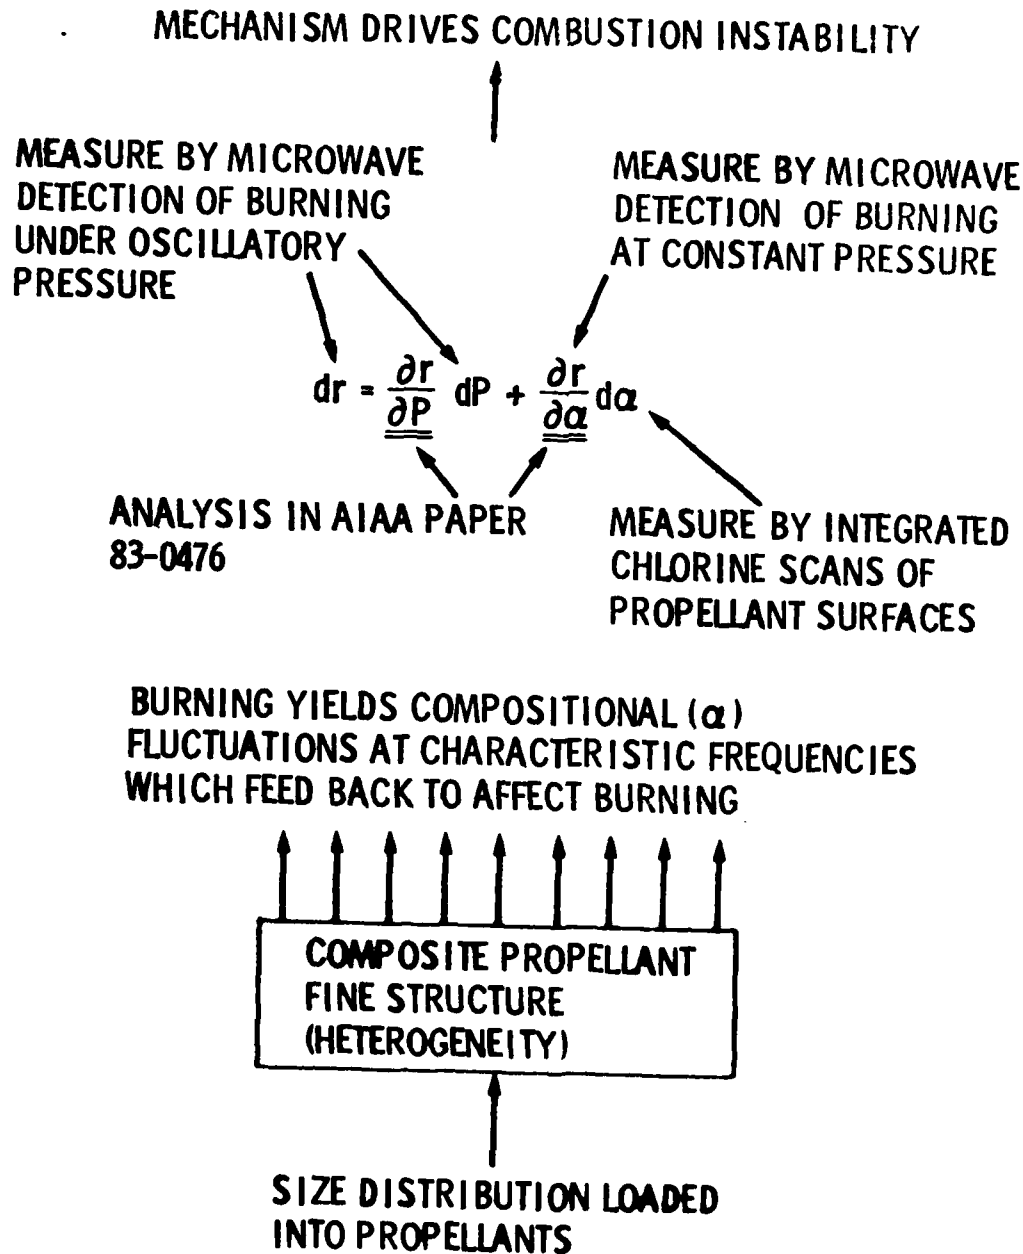 MECHANISM DRIVES COMBUSTION INSTABILITY
MEASURE BY MICROWAVE
DETECTION OF BURNING
UNDER OSCILLATORY
PRESSURE
MEASURE BY MICROWAVE
DETECTION OF BURNING
AT CONSTANT PRESSURE
dr = ∂r/∂P dP + ∂r/∂α dα
ANALYSIS IN AIAA PAPER
83-0476
MEASURE BY INTEGRATED
CHLORINE SCANS OF
PROPELLANT SURFACES
BURNING YIELDS COMPOSITIONAL (α)
FLUCTUATIONS AT CHARACTERISTIC FREQUENCIES
WHICH FEED BACK TO AFFECT BURNING
COMPOSITE PROPELLANT
FINE STRUCTURE
(HETEROGENEITY)
SIZE DISTRIBUTION LOADED
INTO PROPELLANTS